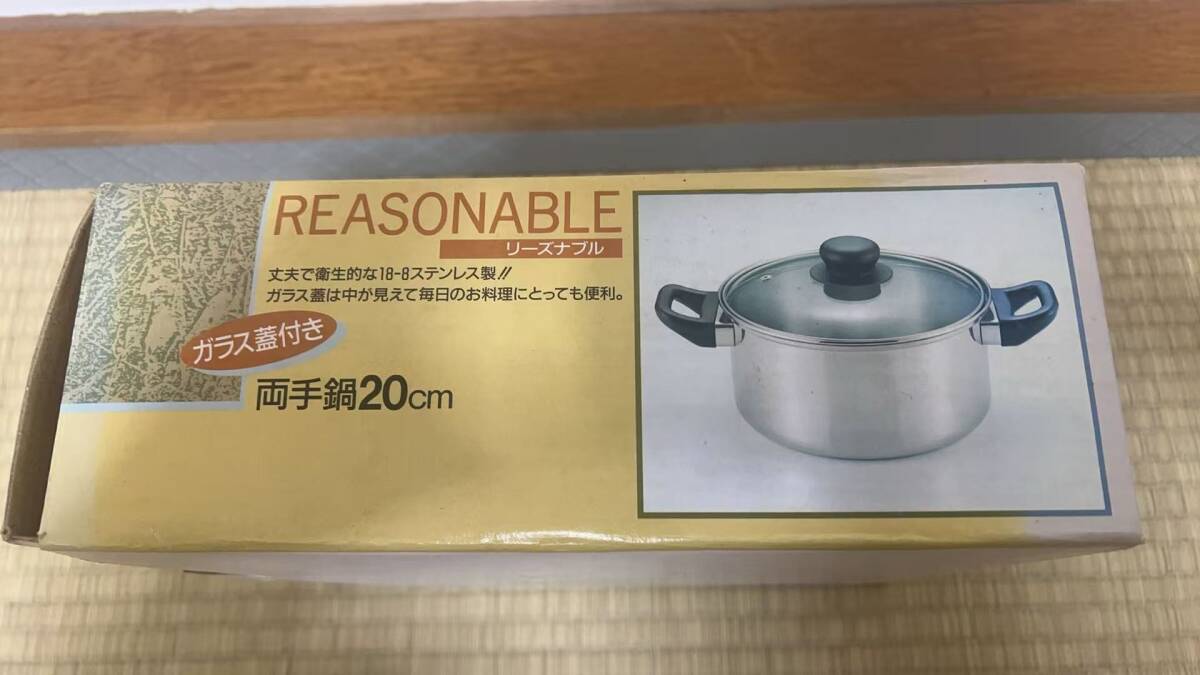 REASONABLE
リーズナブル
丈夫で衛生的な18-8ステンレス製!!
ガラス蓋は中が見えて毎日のお料理にとっても便利。
ガラス蓋付き
両手鍋20cm